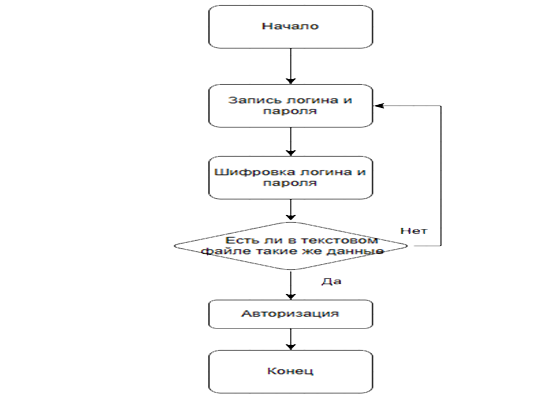 Начало
Запись логина и
пароля
Шифровка логина и
пароля
Есть ли в текстовом
файле такие же данные
Нет
Да
Авторизация
Конец